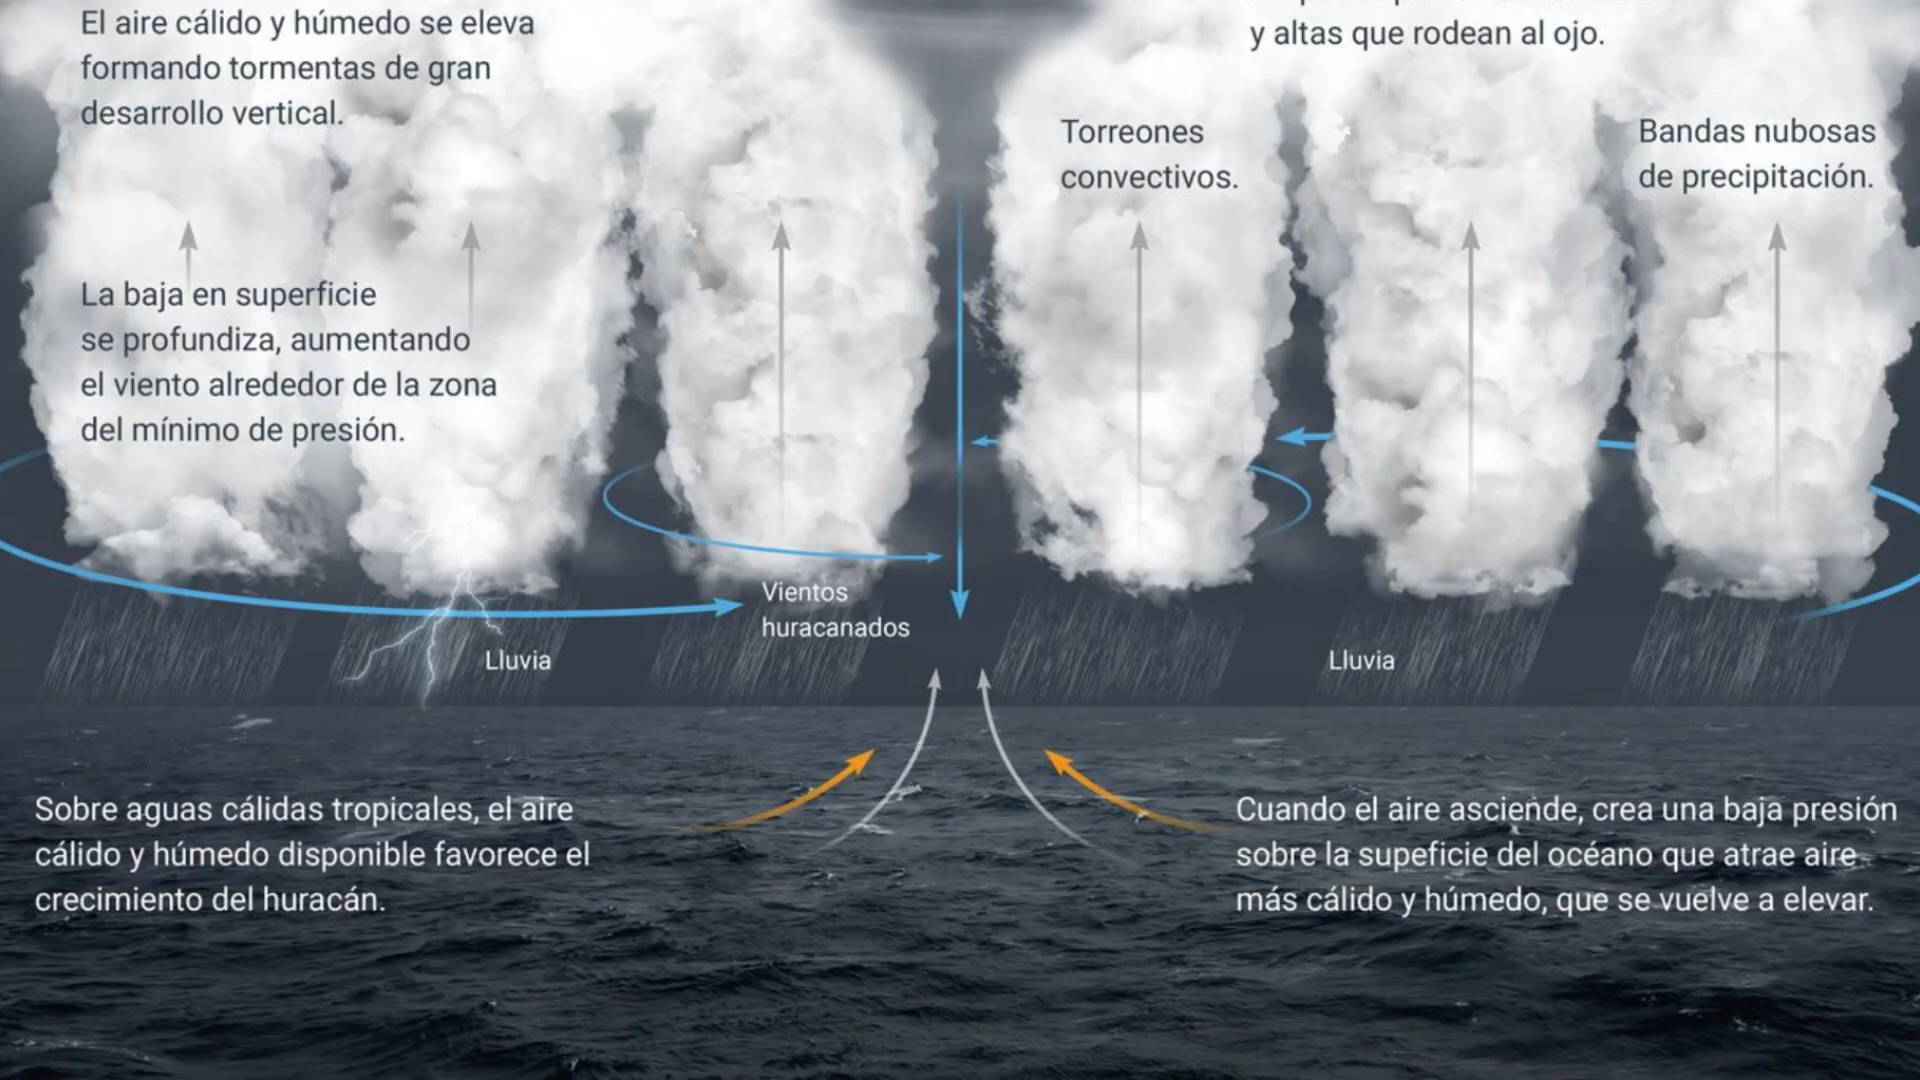 El aire cálido y húmedo se eleva
formando tormentas de gran
desarrollo vertical.
y altas que rodean al ojo.
Torreones
convectivos.
Bandas nubosas
de precipitación.
La baja en superficie
se profundiza, aumentando
el viento alrededor de la zona
del mínimo de presión.
Vientos
huracanados
Lluvia
Lluvia
Sobre aguas cálidas tropicales, el aire
cálido y húmedo disponible favorece el
crecimiento del huracán.
Cuando el aire asciende, crea una baja presión
sobre la supeficie del océano que atrae aire
más cálido y húmedo, que se vuelve a elevar.